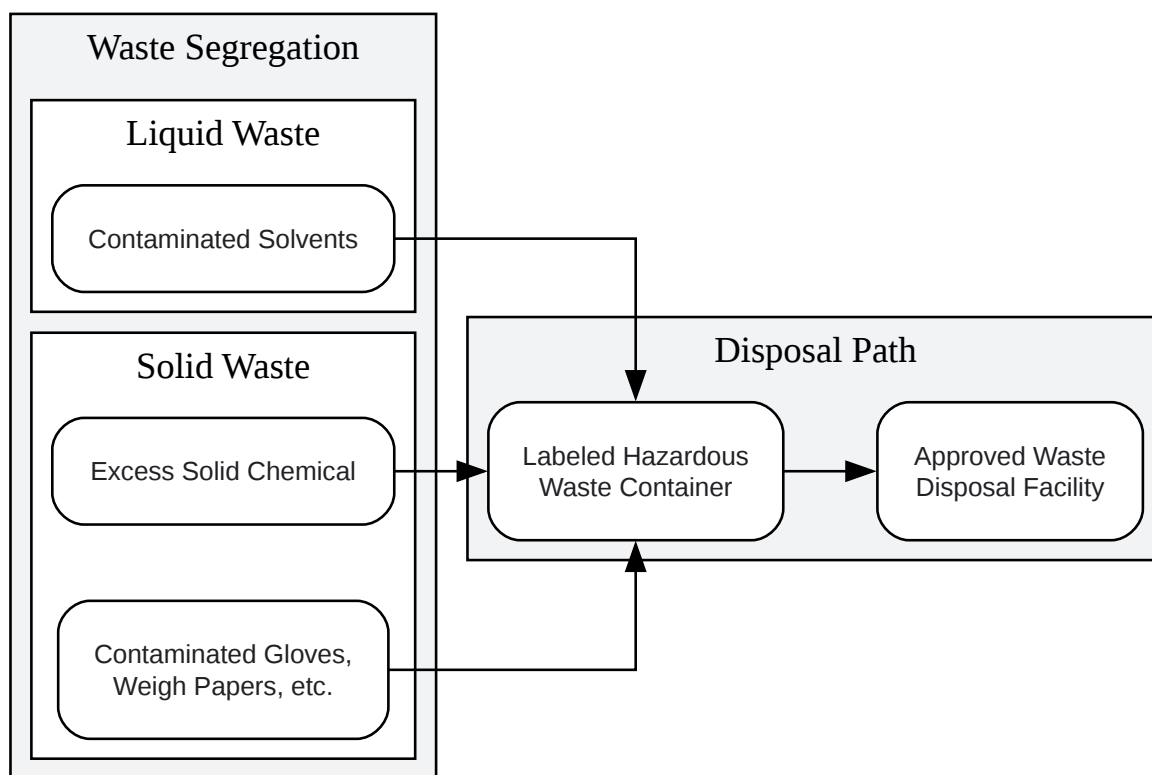 Waste Segregation
Liquid Waste
Contaminated Solvents
Solid Waste
Excess Solid Chemical
Contaminated Gloves,
Weigh Papers, etc.
Disposal Path
Labeled Hazardous
Waste Container
Approved Waste
Disposal Facility